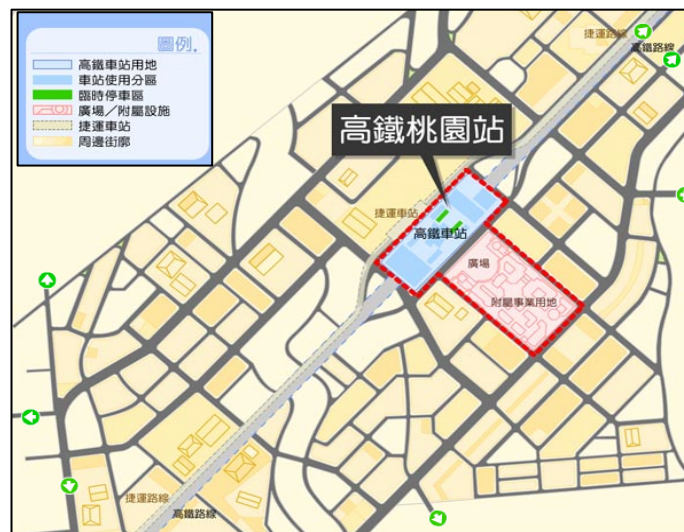 圖例.
高鐵車站用地
車站使用分區
臨時停車區
廣場／附屬設施
捷運車站
周邊街廓
捷運路線
高鐵路線
高鐵桃園站
捷運車站
高鐵車站
廣場
附屬事業用地
捷運路線
高鐵路線